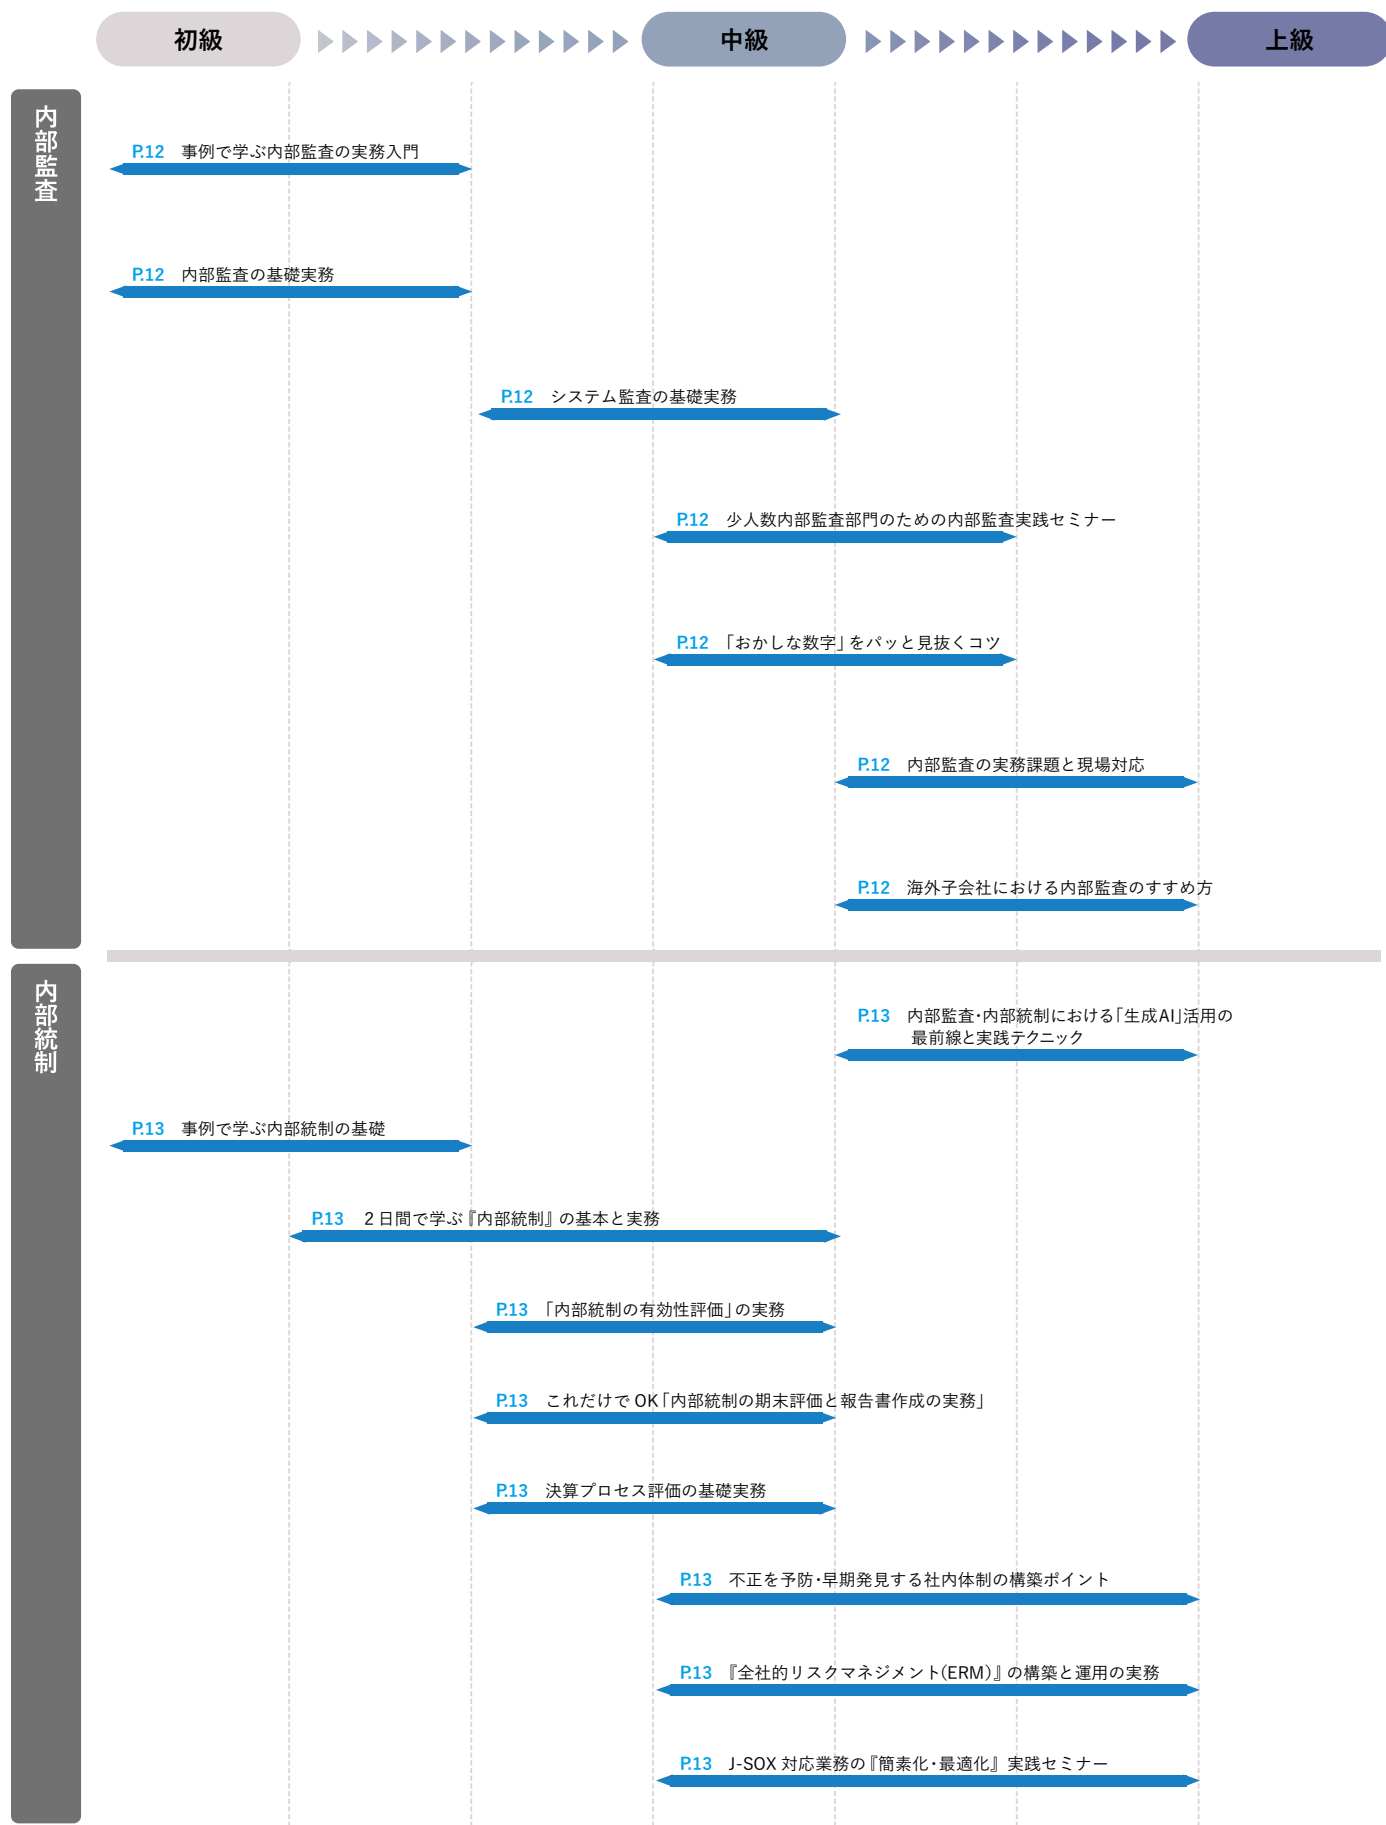 初級
中級
上級
内部監査
P.12 事例で学ぶ内部監査の実務入門
P.12 内部監査の基礎実務
P.12 システム監査の基礎実務
P.12 少人数内部監査部門のための内部監査実践セミナー
P.12 「おかしな数字」をパッと見抜くコツ
P.12 内部監査の実務課題と現場対応
P.12 海外子会社における内部監査のすすめ方
内部統制
P.13 内部監査・内部統制における「生成AI」活用の
最前線と実践テクニック
P.13 事例で学ぶ内部統制の基礎
P.13 2日間で学ぶ『内部統制』の基本と実務
P.13 「内部統制の有効性評価」の実務
P.13 これだけでOK「内部統制の期末評価と報告書作成の実務」
P.13 決算プロセス評価の基礎実務
P.13 不正を予防・早期発見する社内体制の構築ポイント
P.13 『全社的リスクマネジメント(ERM)』の構築と運用の実務
P.13 J-SOX対応業務の『簡素化・最適化』実践セミナー